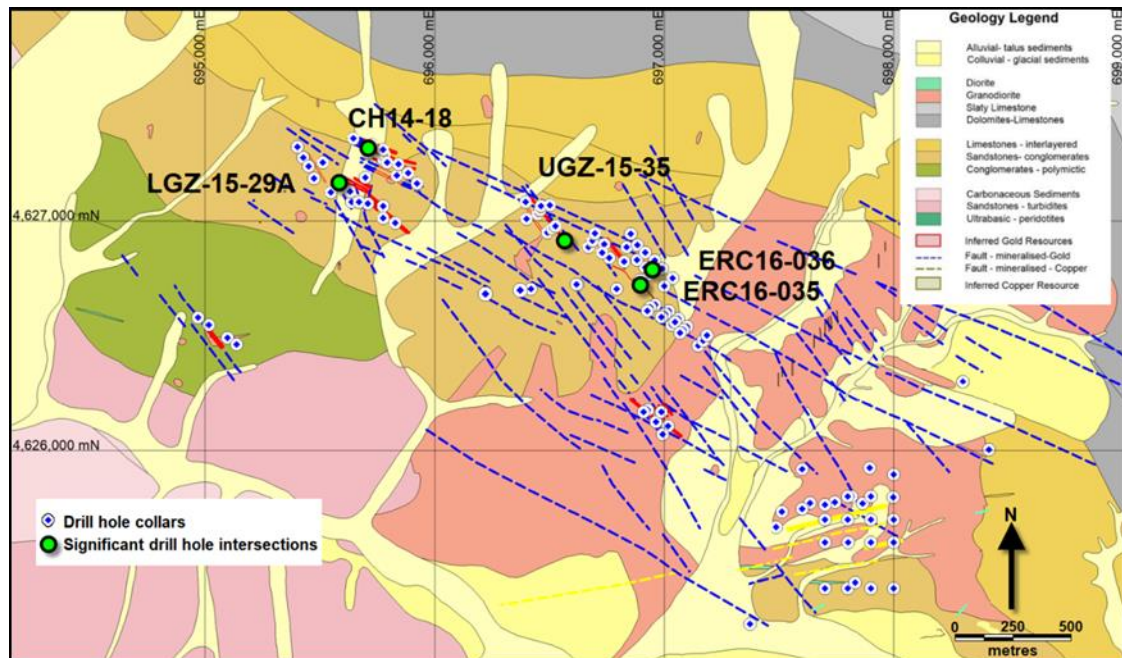 695,000 mE
696,000 mE
697,000 mE
698,000 mE
699,000 mE
Geology Legend
Alluvial- talus sediments
Colluvial - glacial sediments
Diorite
Granodiorite
Slaty Limestone
Dolomites-Limestones
Limestones - interlayered
Sandstones- conglomerates
Conglomerates - polymictic
Carbonaceous Sediments
Sandstones - turbidites
Ultrabasic - peridotites
Inferred Gold Resources
Fault - mineralised-Gold
Fault - mineralised - Copper
Inferred Copper Resource
CH14-18
LGZ-15-29A
UGZ-15-35
4,627,000 mN
ERC16-036
ERC16-035
4,626,000 mN
Drill hole collars
Significant drill hole intersections
N
0 250 500
metres